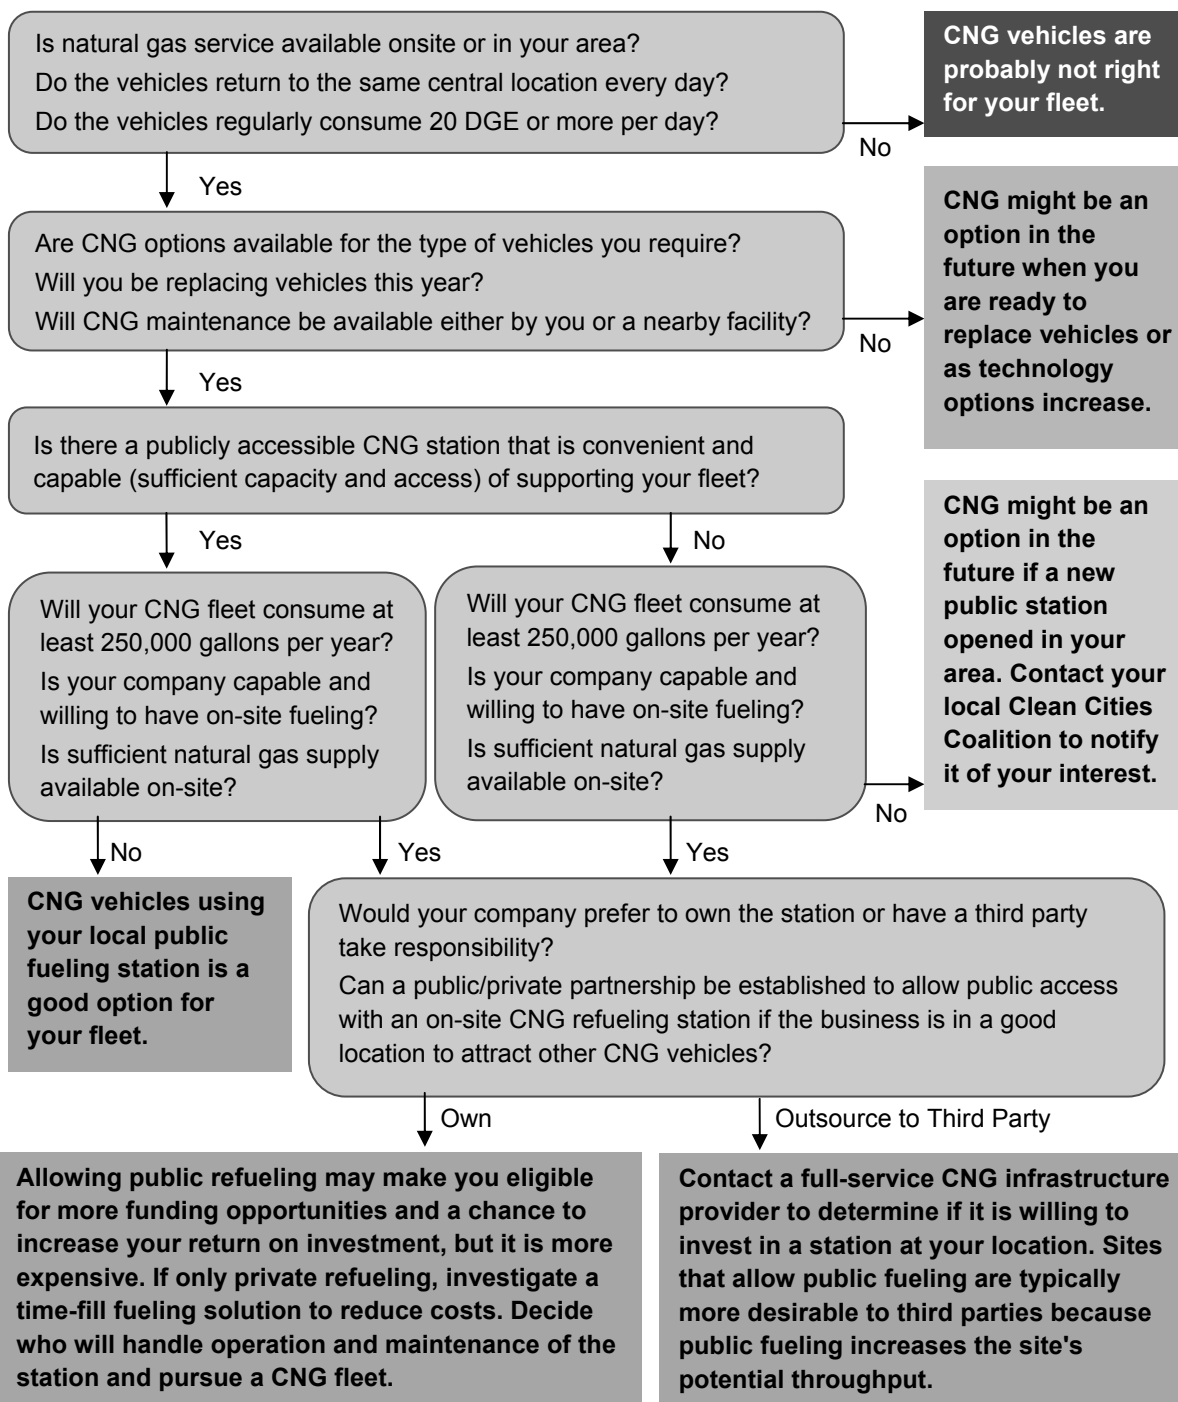 Is natural gas service available onsite or in your area?
Do the vehicles return to the same central location every day?
Do the vehicles regularly consume 20 DGE or more per day?
No
CNG vehicles are
probably not right
for your fleet.
Yes
Are CNG options available for the type of vehicles you require?
Will you be replacing vehicles this year?
Will CNG maintenance be available either by you or a nearby facility?
No
CNG might be an
option in the
future when you
are ready to
replace vehicles or
as technology
options increase.
Yes
Is there a publicly accessible CNG station that is convenient and
capable (sufficient capacity and access) of supporting your fleet?
Yes
No
Will your CNG fleet consume at
least 250,000 gallons per year?
Is your company capable and
willing to have on-site fueling?
Is sufficient natural gas supply
available on-site?
Will your CNG fleet consume at
least 250,000 gallons per year?
Is your company capable and
willing to have on-site fueling?
Is sufficient natural gas supply
available on-site?
No
CNG might be an
option in the
future if a new
public station
opened in your
area. Contact your
local Clean Cities
Coalition to notify
it of your interest.
No
Yes
Yes
CNG vehicles using
your local public
fueling station is a
good option for
your fleet.
Would your company prefer to own the station or have a third party
take responsibility?
Can a public/private partnership be established to allow public access
with an on-site CNG refueling station if the business is in a good
location to attract other CNG vehicles?
Own
Outsource to Third Party
Allowing public refueling may make you eligible
for more funding opportunities and a chance to
increase your return on investment, but it is more
expensive. If only private refueling, investigate a
time-fill fueling solution to reduce costs. Decide
who will handle operation and maintenance of the
station and pursue a CNG fleet.
Contact a full-service CNG infrastructure
provider to determine if it is willing to
invest in a station at your location. Sites
that allow public fueling are typically
more desirable to third parties because
public fueling increases the site's
potential throughput.